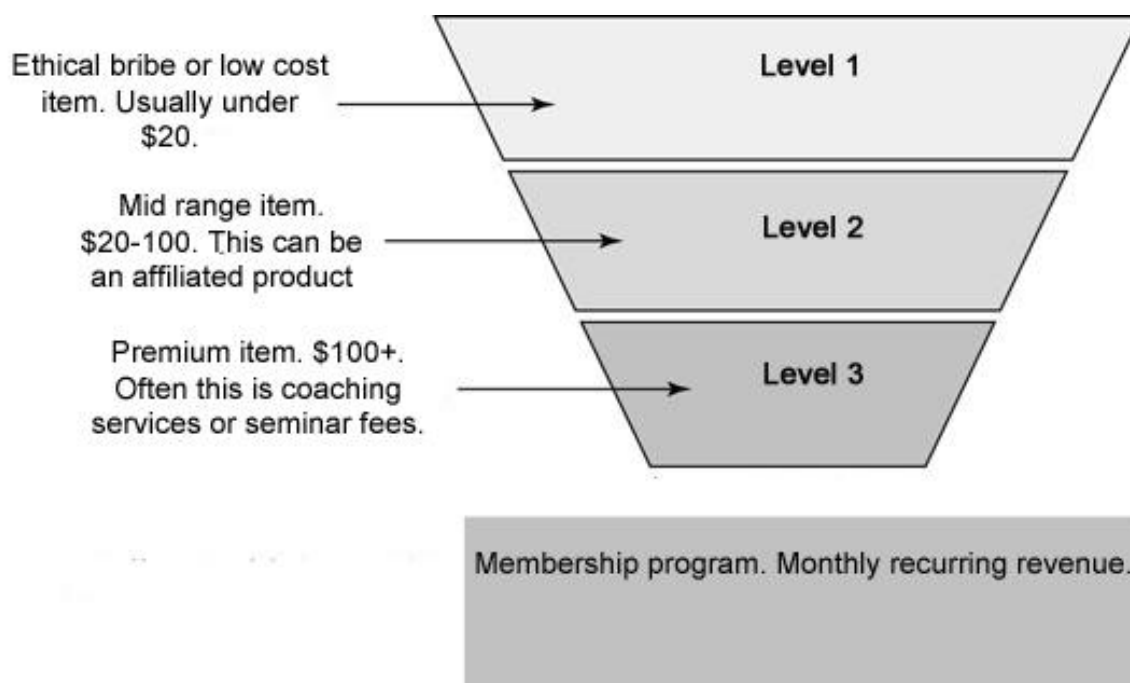 Ethical bribe or low cost
item. Usually under
$20.
Level 1
Mid range item.
$20-100. This can be
an affiliated product
Level 2
Premium item. $100+.
Often this is coaching
services or seminar fees.
Level 3
Membership program. Monthly recurring revenue.